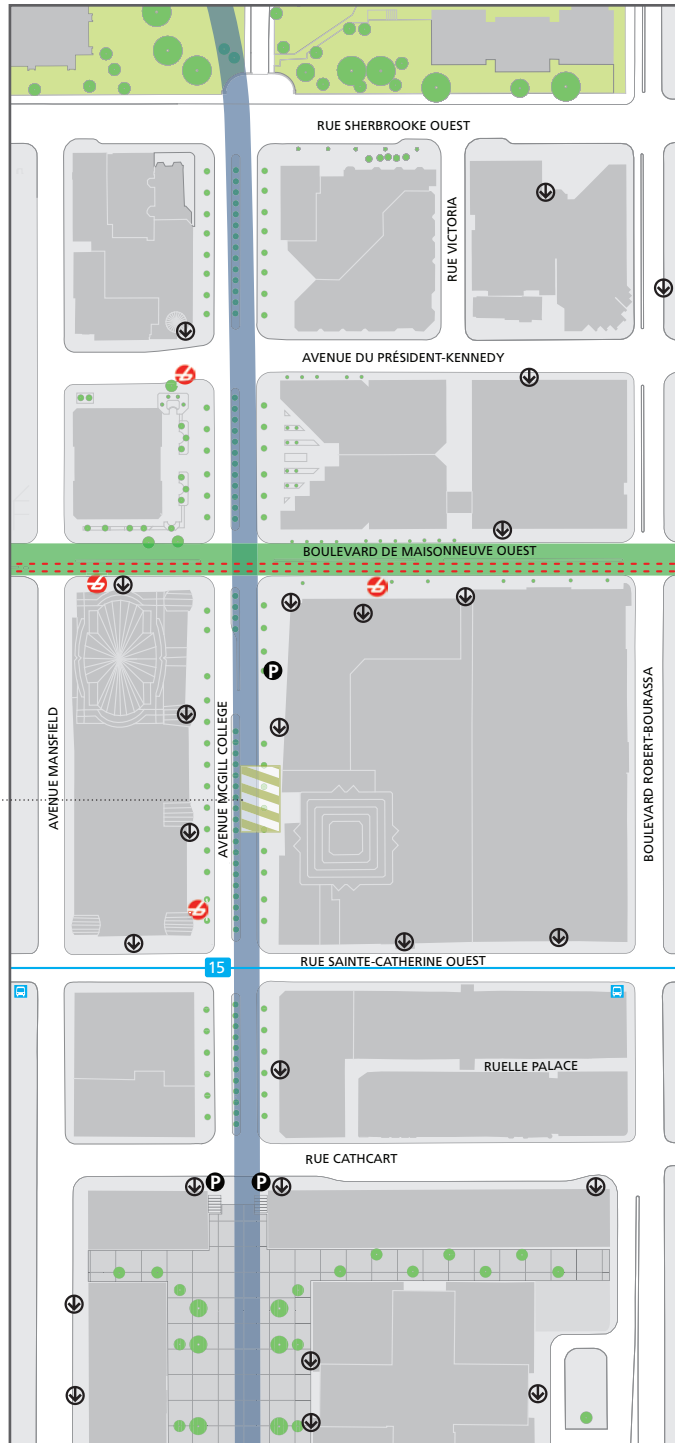 RUE SHERBROOKE OUEST
RUE VICTORIA
AVENUE DU PRÉSIDENT-KENNEDY
BOULEVARD DE MAISONNEUVE OUEST
P
AVENUE MANSFIELD
AVENUE MCGILL COLLEGE
BOULEVARD ROBERT-BOURASSA
RUE SAINTE-CATHERINE OUEST
15
RUELLE PALACE
RUE CATHCART
P
P